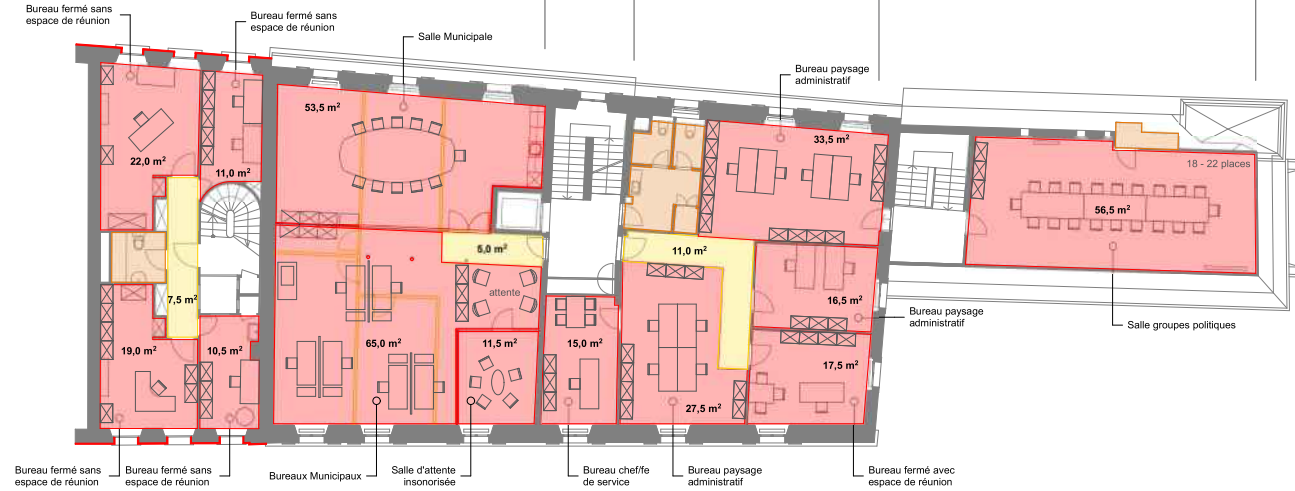 Bureau fermé sans
espace de réunion
Bureau fermé sans
espace de réunion
Salle Municipale
Bureau paysage
administratif
53,5 m²
33,5 m²
22,0 m²
11,0 m²
18 - 22 places
56,5 m²
5,0 m²
11,0 m²
attente
7,5 m²
16,5 m²
Bureau paysage
administratif
Salle groupes politiques
19,0 m²
10,5 m²
65,0 m²
11,5 m²
15,0 m²
17,5 m²
27,5 m²
Bureau fermé sans
espace de réunion
Bureau fermé sans
espace de réunion
Bureaux Municipaux
Salle d'attente
insonorisée
Bureau chef/fe
de service
Bureau paysage
administratif
Bureau fermé avec
espace de réunion